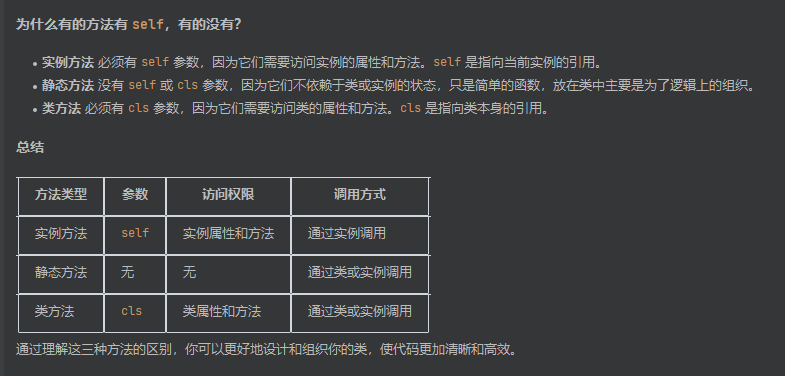 为什么有的方法有 self，有的没有？
• 实例方法 必须有 self 参数，因为它们需要访问实例的属性和方法。self 是指向当前实例的引用。
• 静态方法 没有 self 或 cls 参数，因为它们不依赖于类或实例的状态，只是简单的函数，放在类中主要是为了逻辑上的组织。
• 类方法 必须有 cls 参数，因为它们需要访问类的属性和方法。cls 是指向类本身的引用。
总结
方法类型 参数 访问权限 调用方式
实例方法 self 实例属性和方法 通过实例调用
静态方法 无 无 通过类或实例调用
类方法 cls 类属性和方法 通过类或实例调用
通过理解这三种方法的区别，你可以更好地设计和组织你的类，使代码更加清晰和高效。